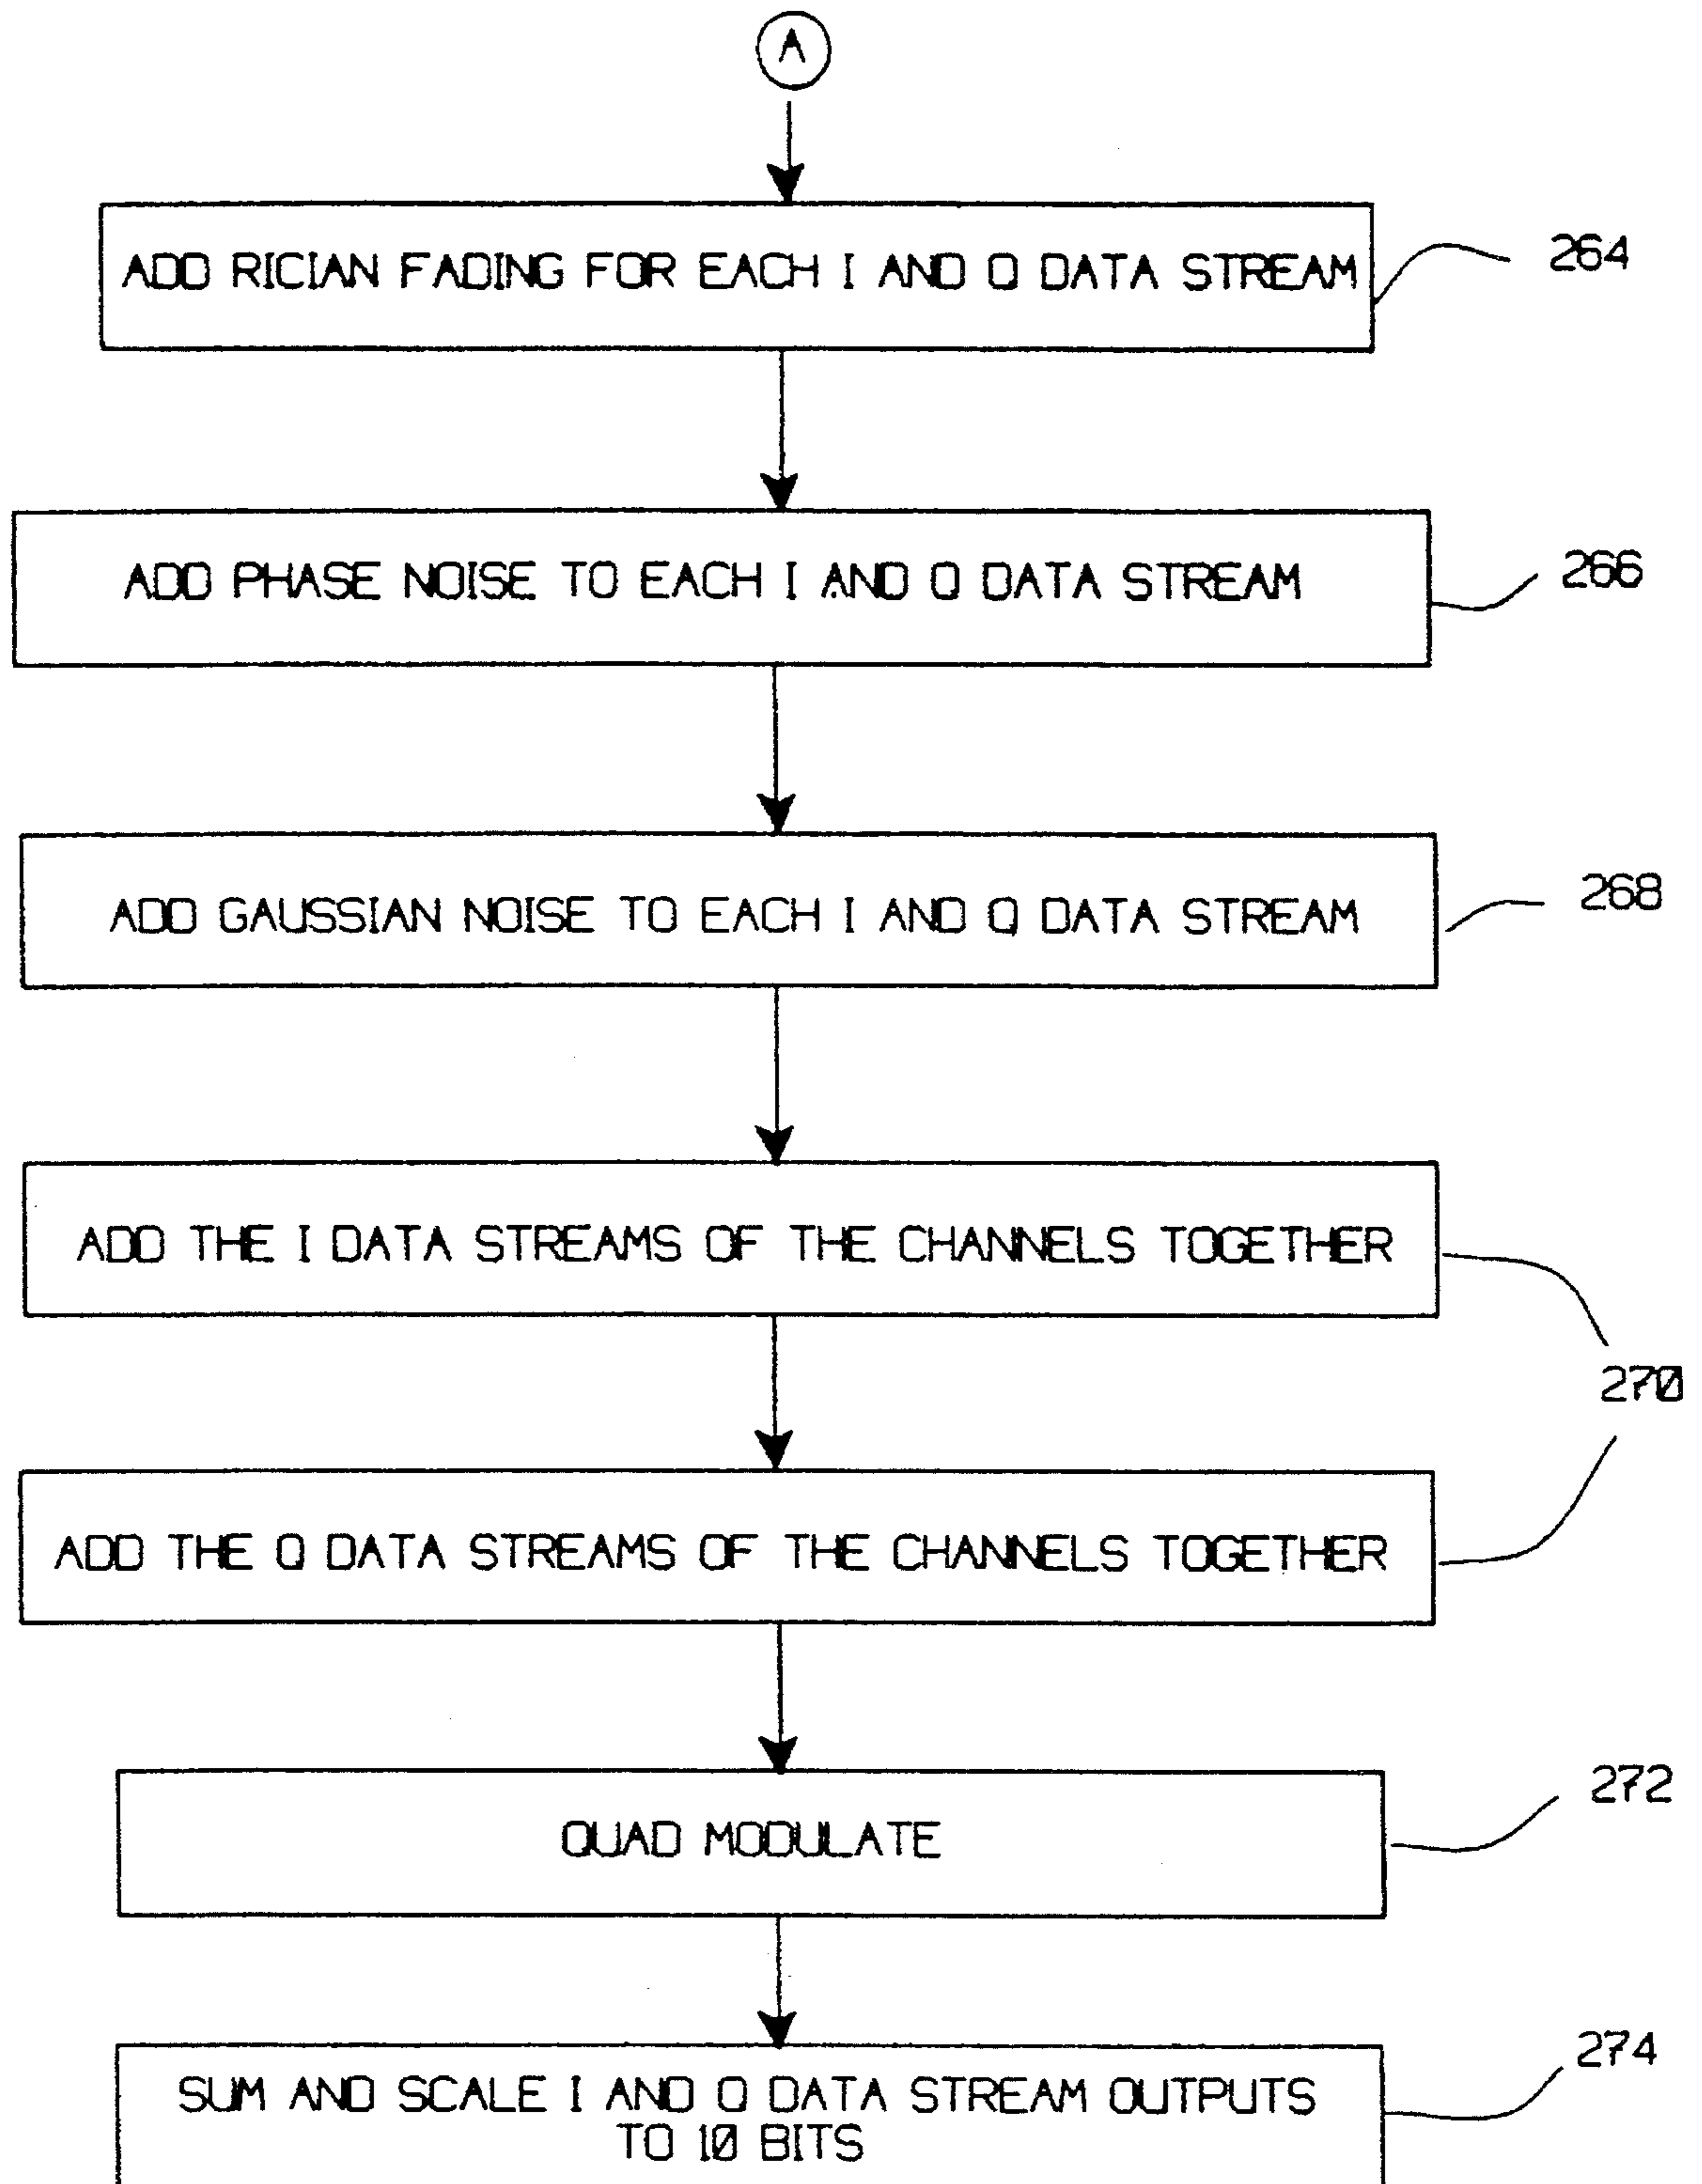 A
ADD RICIAN FADING FOR EACH I AND Q DATA STREAM
264
ADD PHASE NOISE TO EACH I AND Q DATA STREAM
266
ADD GAUSSIAN NOISE TO EACH I AND Q DATA STREAM
268
ADD THE I DATA STREAMS OF THE CHANNELS TOGETHER
270
ADD THE Q DATA STREAMS OF THE CHANNELS TOGETHER
QUAD MODULATE
272
SUM AND SCALE I AND Q DATA STREAM OUTPUTS
TO 10 BITS
274